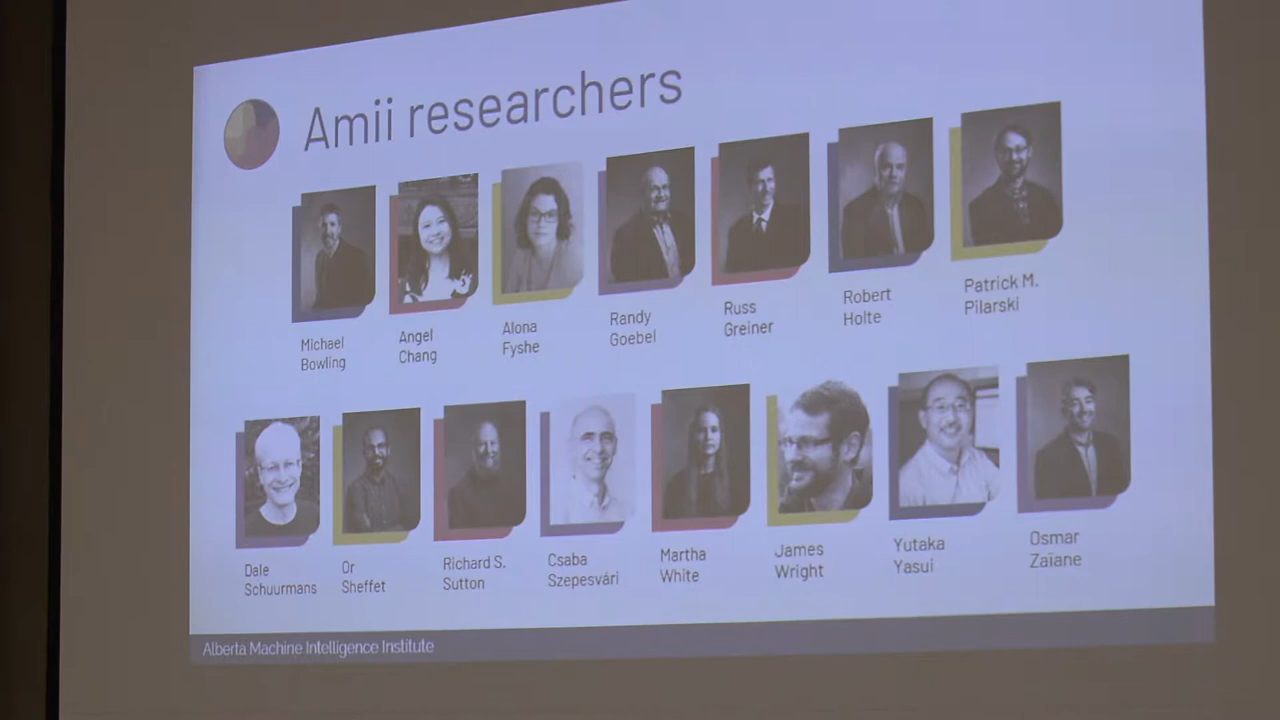 Amii researchers
Michael
Bowling
Angel
Chang
Alona
Fyshe
Randy
Goebel
Russ
Greiner
Robert
Holte
Patrick M.
Pilarski
Dale
Schuurmans
Or
Sheffet
Richard S.
Sutton
Csaba
Szepesvári
Martha
White
James
Wright
Yutaka
Yasui
Osmar
Zaïane
Alberta Machine Intelligence Institute